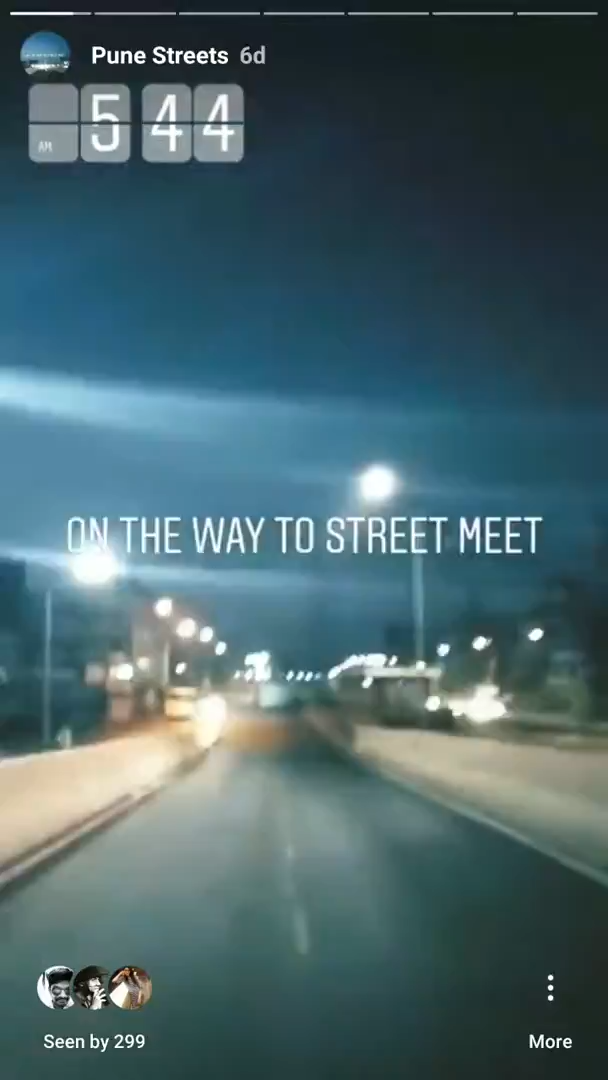 Pune Streets 6d
AM 5 44
ON THE WAY TO STREET MEET
Seen by 299
More